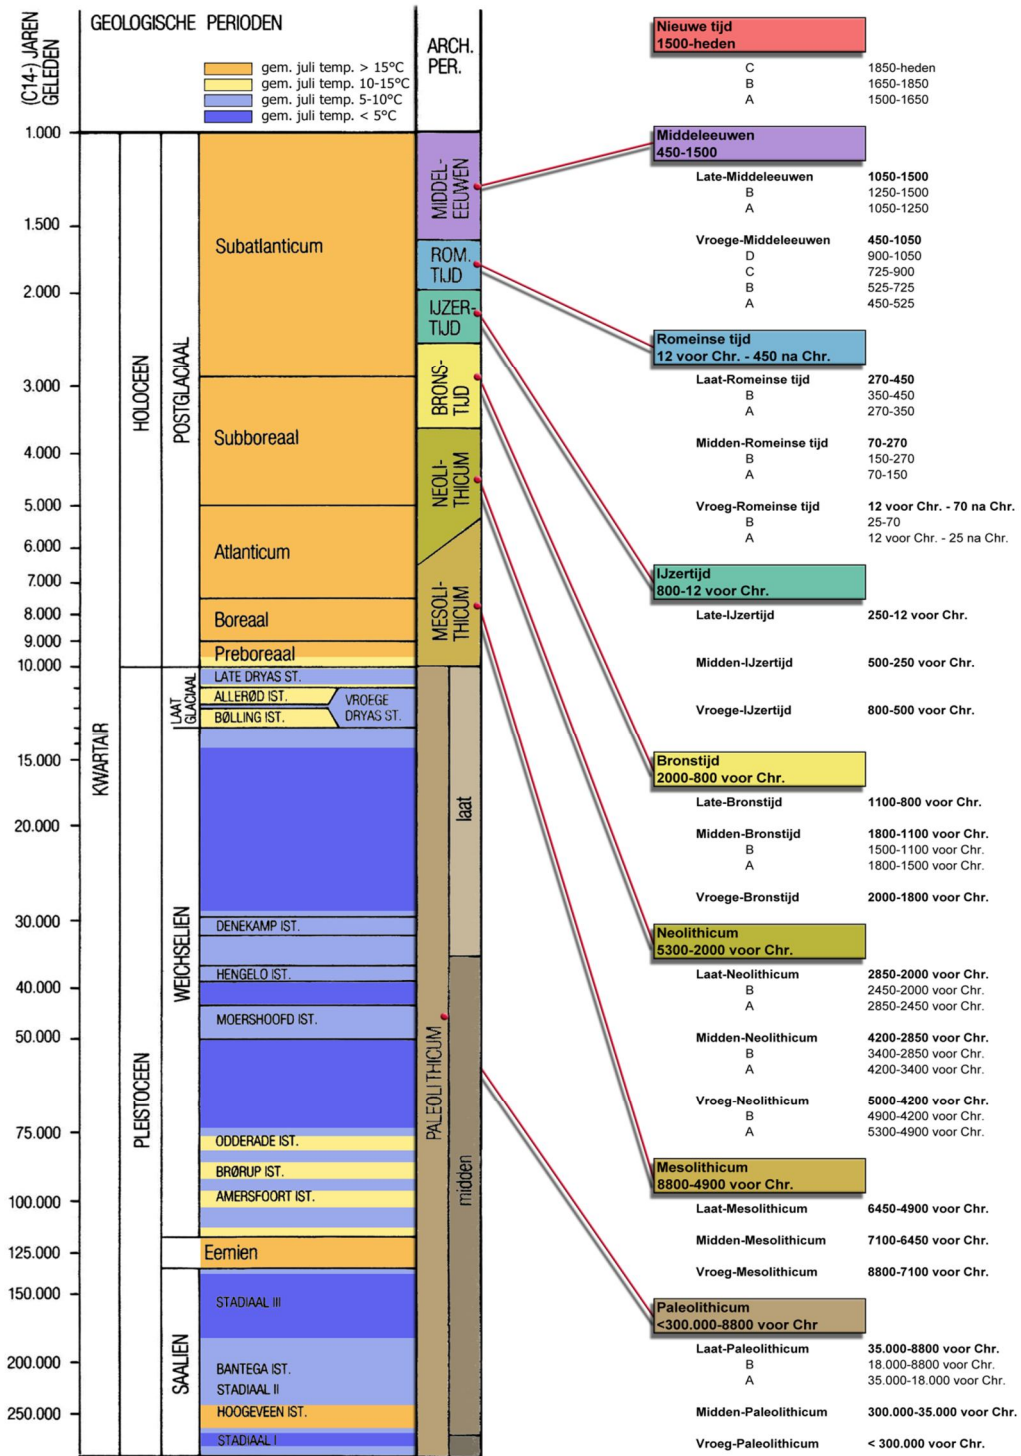 GEOLOGISCHE PERIODEN
(C14-) JAREN
GELEDEN
gem. juli temp. > 15°C
gem. juli temp. 10-15°C
gem. juli temp. 5-10°C
gem. juli temp. < 5°C
ARCH.
PER.
1.000
1.500
2.000
3.000
4.000
5.000
6.000
7.000
8.000
9.000
10.000
15.000
20.000
30.000
40.000
50.000
75.000
100.000
125.000
150.000
200.000
250.000
KWARTAIR
HOLOCEEN
PLEISTOCEEN
POSTGLACIAAL
LAAT
GLACIAAL
WEICHSELIEN
SAALIEN
Subatlanticum
Subboreaal
Atlanticum
Boreaal
Preboreaal
LATE DRYAS ST.
ALLERØD IST.
VROEGE
DRYAS ST.
BØLLING IST.
DENEKAMP IST.
HENGELO IST.
MOERSHOOFD IST.
ODDERADE IST.
BRØRUP IST.
AMERSFOORT IST.
Eemien
STADIAAL III
BANTEGA IST.
STADIAAL II
HOOGEVEEN IST.
STADIAAL I
MIDDEL-
EEUWEN
ROM.
TIJD
IJZER-
TIJD
BRONS-
TIJD
NEOLI-
THICUM
MESOLI-
THICUM
PALEOLITHICUM
laat
midden
Nieuwe tijd
1500-heden
C 1850-heden
B 1650-1850
A 1500-1650
Middeleeuwen
450-1500
Late-Middeleeuwen 1050-1500
B 1250-1500
A 1050-1250
Vroege-Middeleeuwen 450-1050
D 900-1050
C 725-900
B 525-725
A 450-525
Romeinse tijd
12 voor Chr. - 450 na Chr.
Laat-Romeinse tijd 270-450
B 350-450
A 270-350
Midden-Romeinse tijd 70-270
B 150-270
A 70-150
Vroeg-Romeinse tijd 12 voor Chr. - 70 na Chr.
B 25-70
A 12 voor Chr. - 25 na Chr.
IJzertijd
800-12 voor Chr.
Late-IJzertijd 250-12 voor Chr.
Midden-IJzertijd 500-250 voor Chr.
Vroege-IJzertijd 800-500 voor Chr.
Bronstijd
2000-800 voor Chr.
Late-Bronstijd 1100-800 voor Chr.
Midden-Bronstijd 1800-1100 voor Chr.
B 1500-1100 voor Chr.
A 1800-1500 voor Chr.
Vroege-Bronstijd 2000-1800 voor Chr.
Neolithicum
5300-2000 voor Chr.
Laat-Neolithicum 2850-2000 voor Chr.
B 2450-2000 voor Chr.
A 2850-2450 voor Chr.
Midden-Neolithicum 4200-2850 voor Chr.
B 3400-2850 voor Chr.
A 4200-3400 voor Chr.
Vroeg-Neolithicum 5000-4200 voor Chr.
B 4900-4200 voor Chr.
A 5300-4900 voor Chr.
Mesolithicum
8800-4900 voor Chr.
Laat-Mesolithicum 6450-4900 voor Chr.
Midden-Mesolithicum 7100-6450 voor Chr.
Vroeg-Mesolithicum 8800-7100 voor Chr.
Paleolithicum
<300.000-8800 voor Chr
Laat-Paleolithicum 35.000-8800 voor Chr.
B 18.000-8800 voor Chr.
A 35.000-18.000 voor Chr.
Midden-Paleolithicum 300.000-35.000 voor Chr.
Vroeg-Paleolithicum < 300.000 voor Chr.